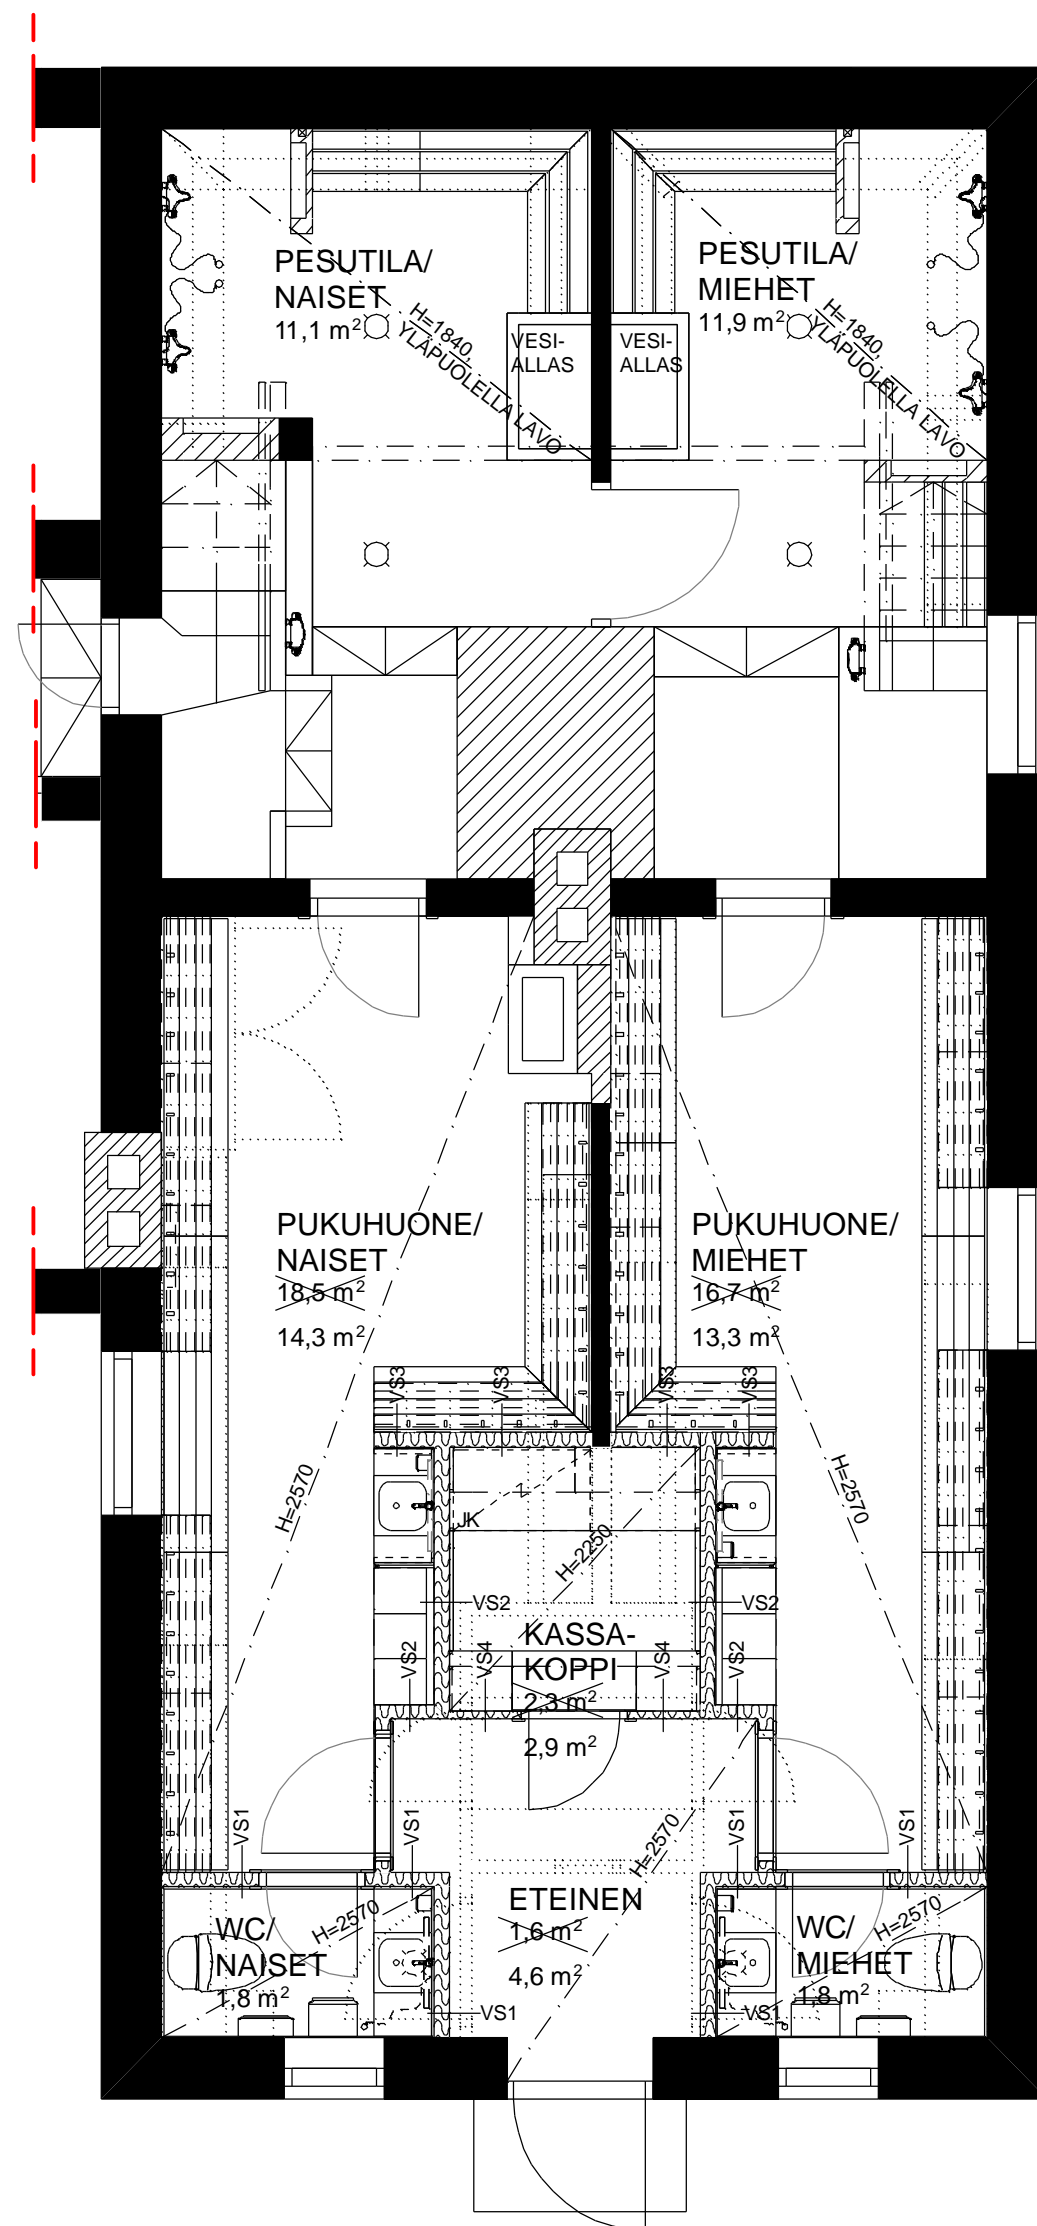 PESUTILA/
NAISET
11,1 m²
PESUTILA/
MIEHET
11,9 m²
H=1840,
YLÄPUOLELLA LAVO
H=1840,
YLÄPUOLELLA LAVO
VESI-
ALLAS
VESI-
ALLAS
PUKUHUONE/
NAISET
18,5 m²
14,3 m²
PUKUHUONE/
MIEHET
16,7 m²
13,3 m²
VS3
VS3
VS3
VS3
H=2570
H=2570
JK
H=2250
VS2
VS2
KASSA-
KOPPI
2,3 m²
2,9 m²
VS2
VS4
VS4
VS2
VS1
VS1
VS1
VS1
H=2570
ETEINEN
1,6 m²
4,6 m²
WC/
NAISET
1,8 m²
H=2570
WC/
MIEHET
1,8 m²
H=2570
VS1
VS1